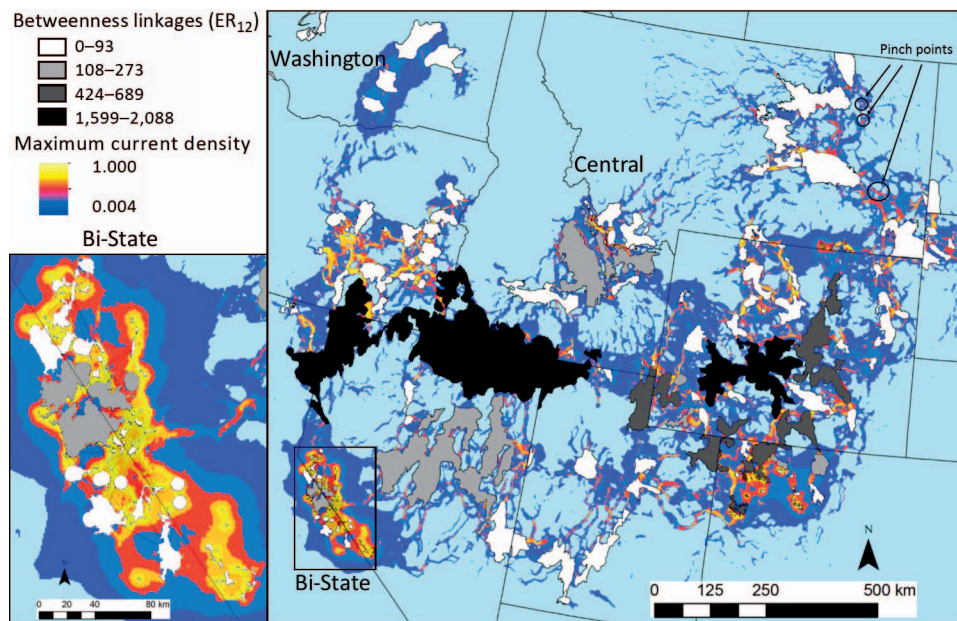 Betweenness linkages (ER12)
0–93
108–273
424–689
1,599–2,088
Maximum current density
1.000
0.004
Bi-State
N
0 20 40 80 km
Washington
Central
Pinch points
Bi-State
N
0 125 250 500 km